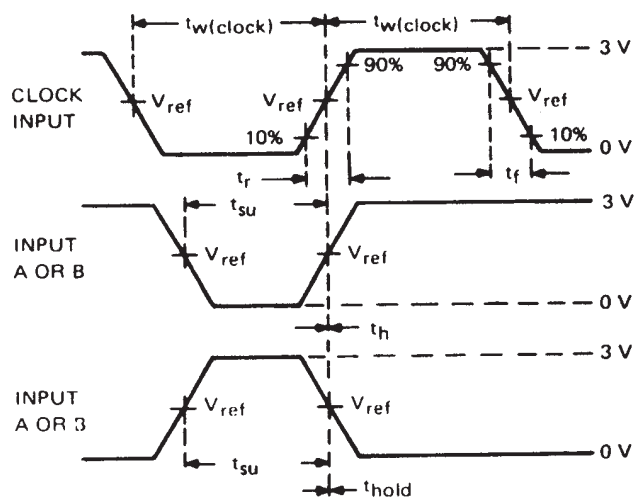 tw(clock) tw(clock)
3 V
90% 90%
CLOCK INPUT
Vref Vref Vref
10% 10%
0 V
tr tf
tsu
3 V
INPUT A OR B
Vref Vref
0 V
th
3 V
INPUT A OR 3
Vref Vref
0 V
tsu
thold